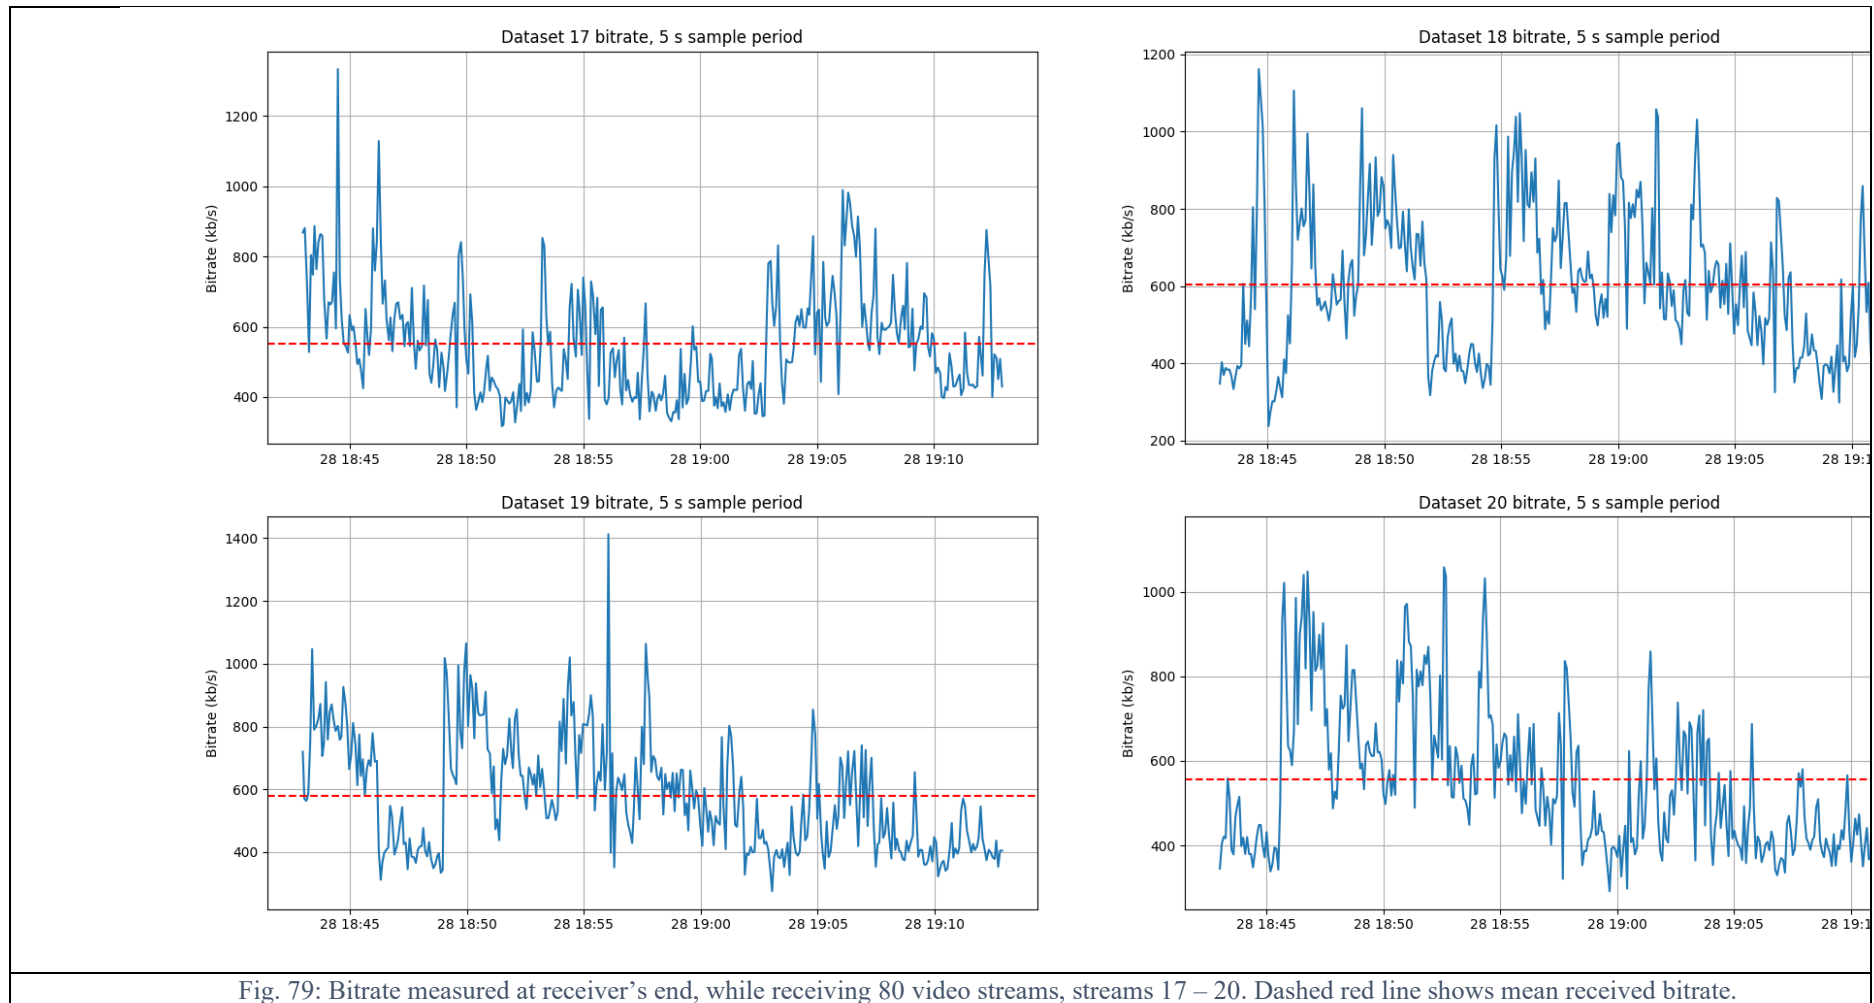 Dataset 17 bitrate, 5 s sample period
Bitrate (kb/s)
1200
1000
800
600
400
28 18:45 28 18:50 28 18:55 28 19:00 28 19:05 28 19:10
Dataset 18 bitrate, 5 s sample period
Bitrate (kb/s)
1200
1000
800
600
400
200
28 18:45 28 18:50 28 18:55 28 19:00 28 19:05 28 19:1
Dataset 19 bitrate, 5 s sample period
Bitrate (kb/s)
1400
1200
1000
800
600
400
28 18:45 28 18:50 28 18:55 28 19:00 28 19:05 28 19:10
Dataset 20 bitrate, 5 s sample period
Bitrate (kb/s)
1000
800
600
400
28 18:45 28 18:50 28 18:55 28 19:00 28 19:05 28 19:1
Fig. 79: Bitrate measured at receiver’s end, while receiving 80 video streams, streams 17 – 20. Dashed red line shows mean received bitrate.